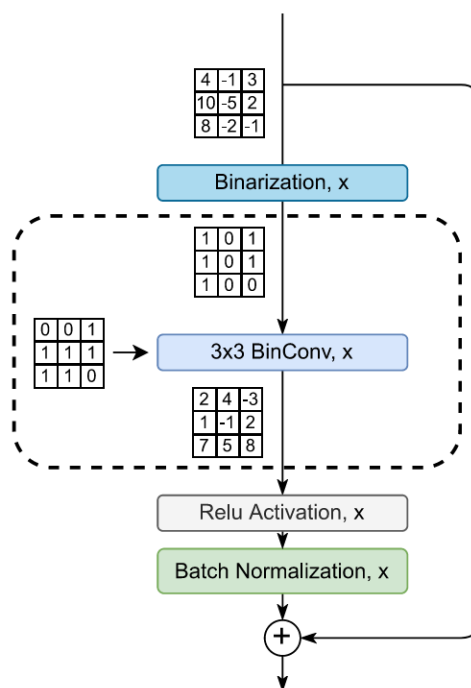 4 -1 3
10 -5 2
8 -2 -1
Binarization, x
1 0 1
1 0 1
1 0 0
0 0 1
1 1 1
1 1 0
3x3 BinConv, x
2 4 -3
1 -1 2
7 5 8
Relu Activation, x
Batch Normalization, x
+